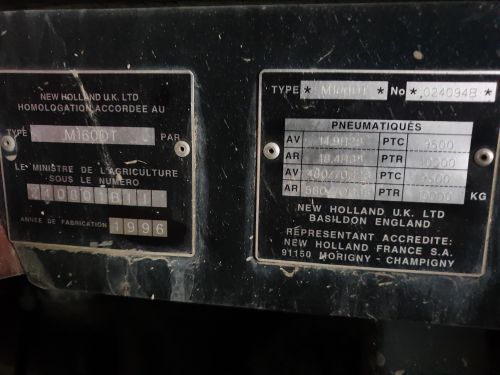 NEW HOLLAND U.K. LTD
HOMOLOGATION ACCORDEE AU
TYPE M160DT PAR
LE MINISTRE DE L'AGRICULTURE
SOUS LE NUMERO
ANNEE DE FABRICATION 1996
TYPE * M160DT * No * 024094B *
PNEUMATIQUES
AV PTC
AR PTR
AV PTC
AR PTR KG
NEW HOLLAND U.K. LTD
BASILDON ENGLAND
REPRESENTANT ACCREDITE:
NEW HOLLAND FRANCE S.A.
91150 MORIGNY - CHAMPIGNY